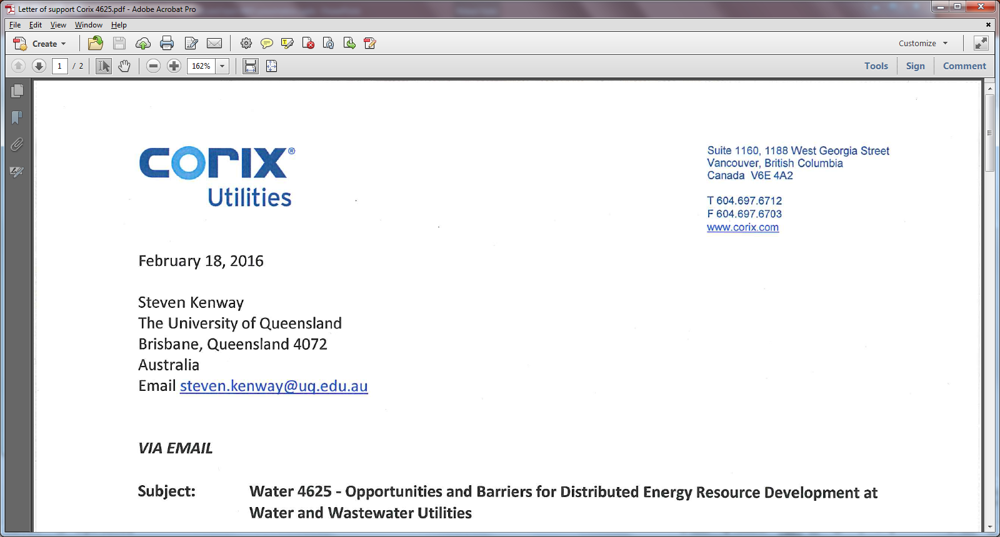 Letter of support Corix 4625.pdf - Adobe Acrobat Pro
File Edit View Window Help
Create
Customize
1 / 2
162%
Tools Sign Comment
corix®
Utilities
Suite 1160, 1188 West Georgia Street
Vancouver, British Columbia
Canada V6E 4A2
T 604.697.6712
F 604.697.6703
www.corix.com
February 18, 2016
Steven Kenway
The University of Queensland
Brisbane, Queensland 4072
Australia
Email steven.kenway@uq.edu.au
VIA EMAIL
Subject: Water 4625 - Opportunities and Barriers for Distributed Energy Resource Development at
Water and Wastewater Utilities